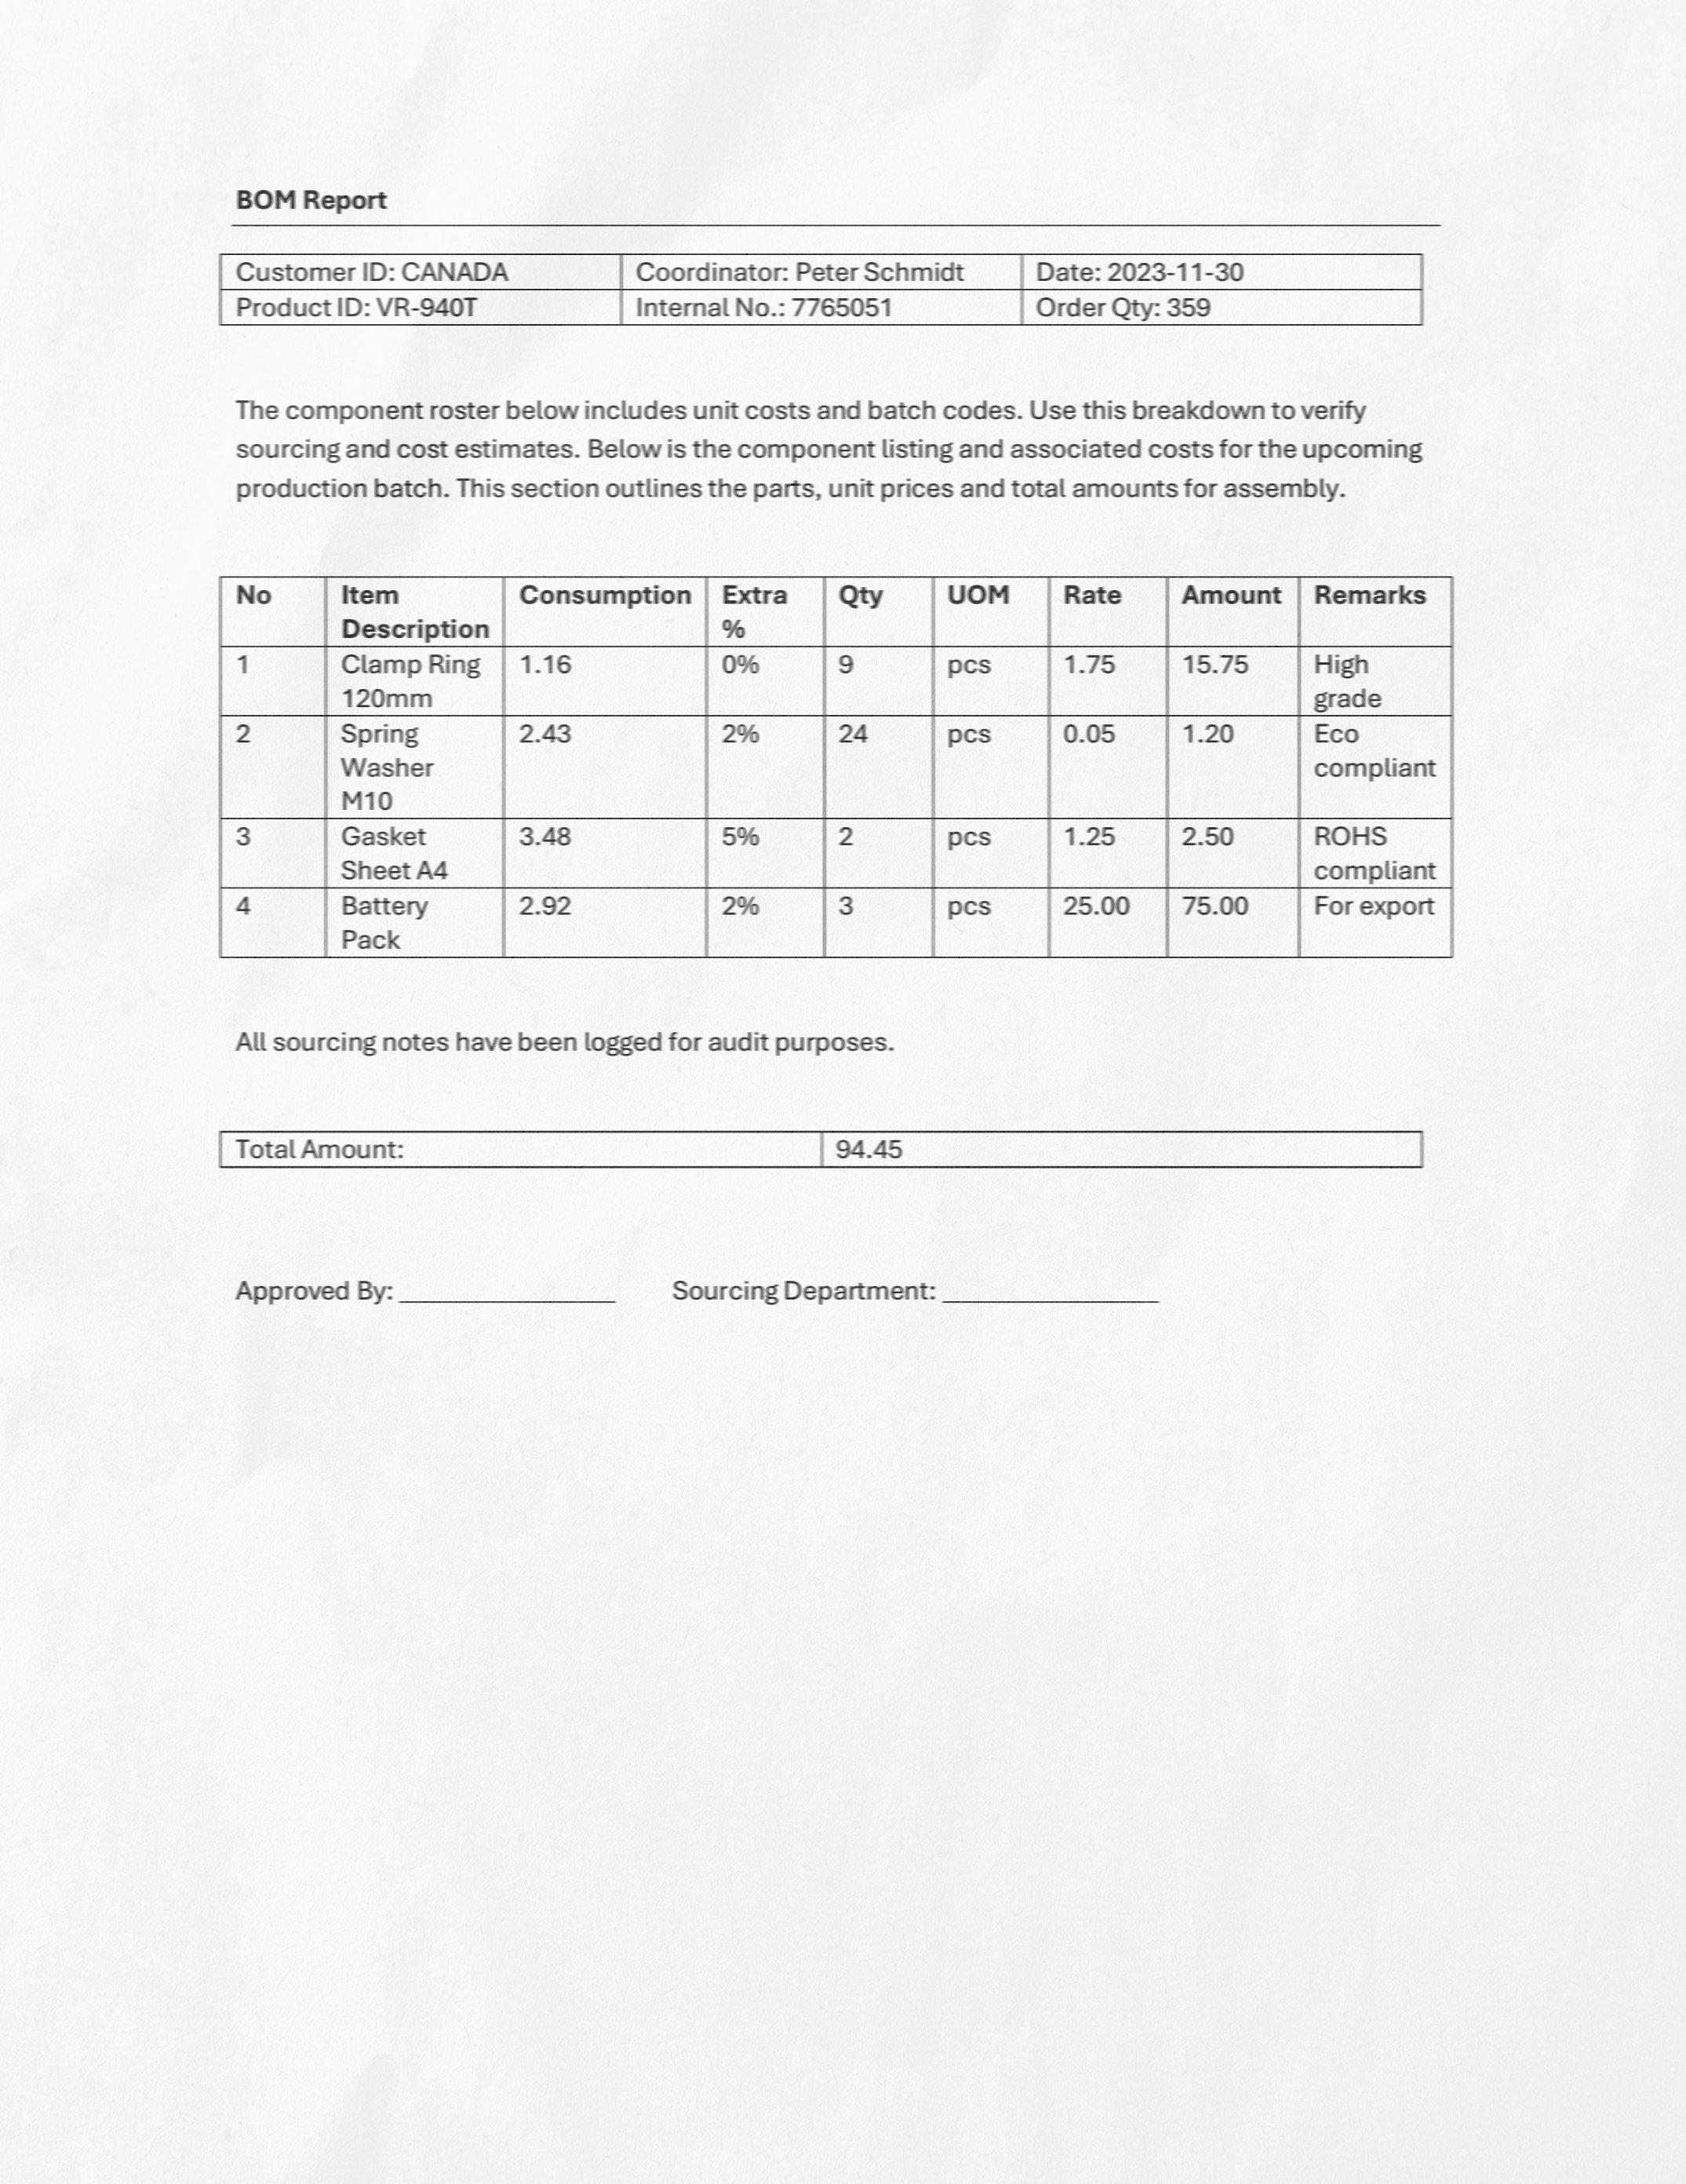 BOM Report
Customer ID: CANADA Coordinator: Peter Schmidt Date: 2023-11-30
Product ID: VR-940T Internal No.: 7765051 Order Qty: 359
The component roster below includes unit costs and batch codes. Use this breakdown to verify
sourcing and cost estimates. Below is the component listing and associated costs for the upcoming
production batch. This section outlines the parts, unit prices and total amounts for assembly.
No Item Consumption Extra Qty UOM Rate Amount Remarks
Description %
1 Clamp Ring 1.16 0% 9 pcs 1.75 15.75 High
120mm grade
2 Spring 2.43 2% 24 pcs 0.05 1.20 Eco
Washer compliant
M10
3 Gasket 3.48 5% 2 pcs 1.25 2.50 ROHS
Sheet A4 compliant
4 Battery 2.92 2% 3 pcs 25.00 75.00 For export
Pack
All sourcing notes have been logged for audit purposes.
Total Amount: 94.45
Approved By: ________________ Sourcing Department: ________________